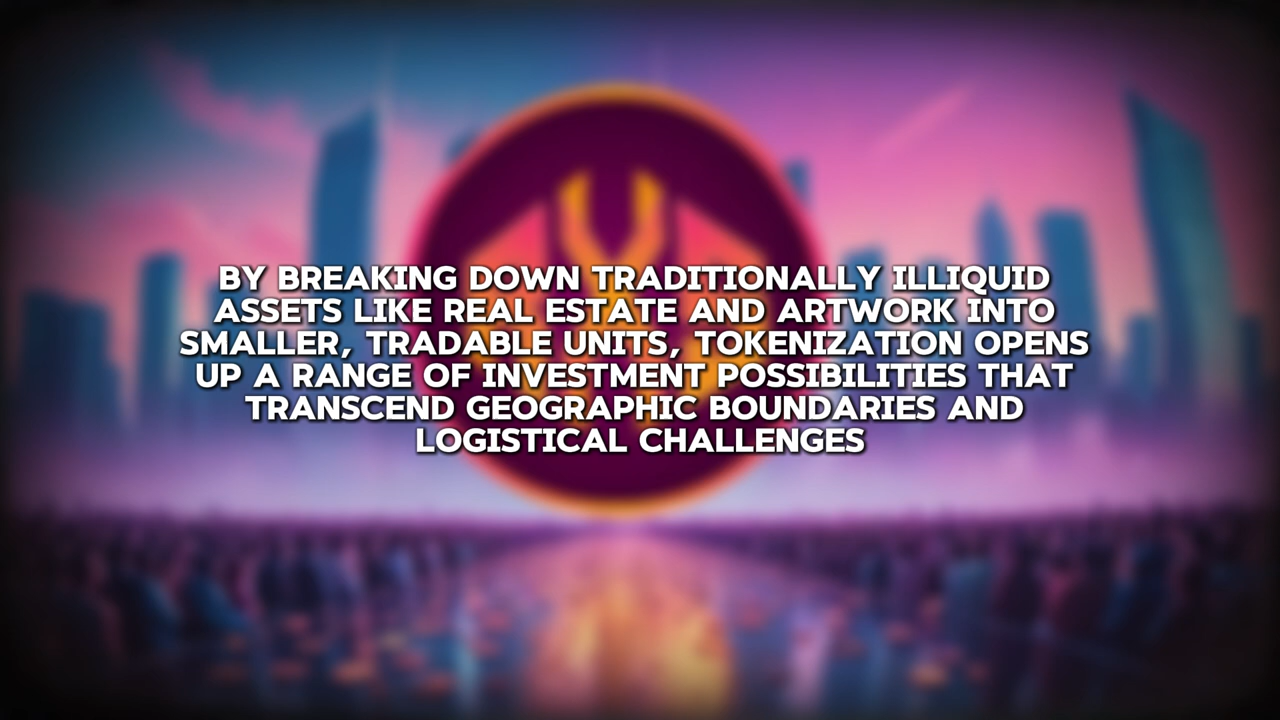 BY BREAKING DOWN TRADITIONALLY ILLIQUID
ASSETS LIKE REAL ESTATE AND ARTWORK INTO
SMALLER, TRADABLE UNITS, TOKENIZATION OPENS
UP A RANGE OF INVESTMENT POSSIBILITIES THAT
TRANSCEND GEOGRAPHIC BOUNDARIES AND
LOGISTICAL CHALLENGES